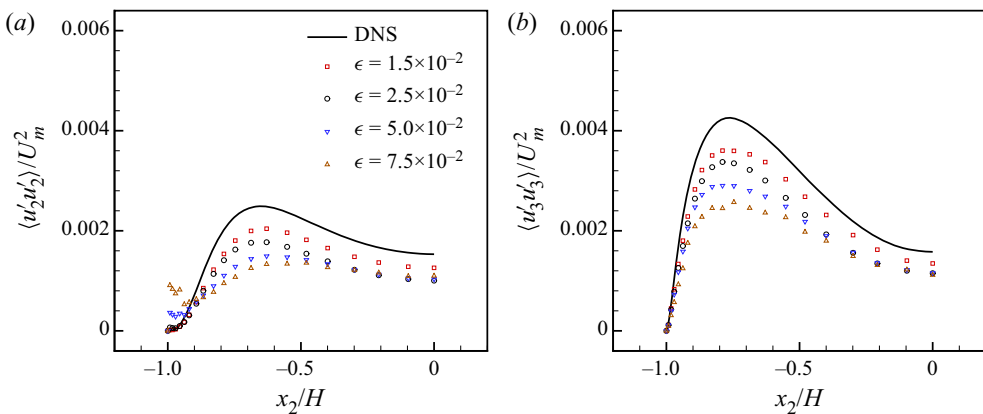 (a)
0.006
0.004
0.002
0
⟨u′₂u′₂⟩/U²ₘ
DNS
ϵ = 1.5×10⁻²
ϵ = 2.5×10⁻²
ϵ = 5.0×10⁻²
ϵ = 7.5×10⁻²
–1.0
–0.5
0
x₂/H
(b)
0.006
0.004
0.002
0
⟨u′₃u′₃⟩/U²ₘ
–1.0
–0.5
0
x₂/H